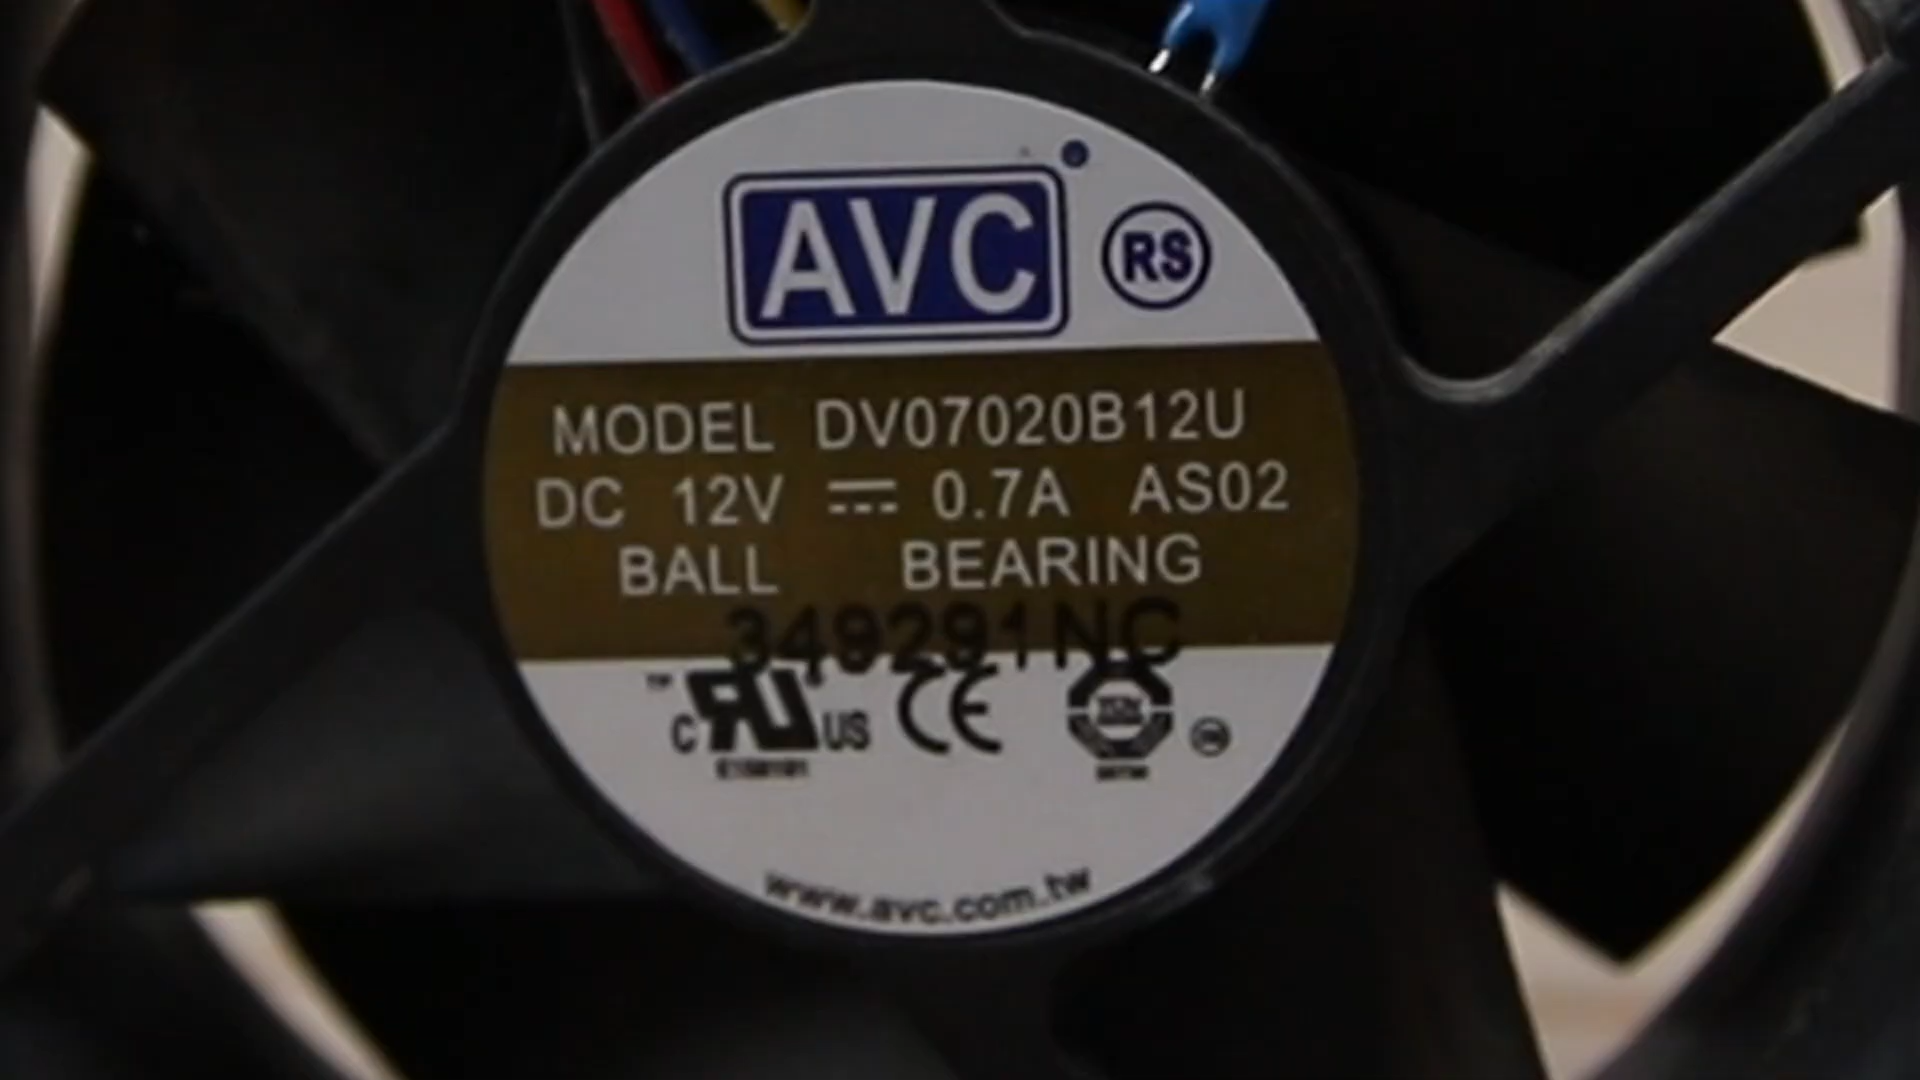 AVC
RS
MODEL DV07020B12U
DC 12V 0.7A AS02
BALL BEARING
349291NC
C US CE
www.avc.com.tw